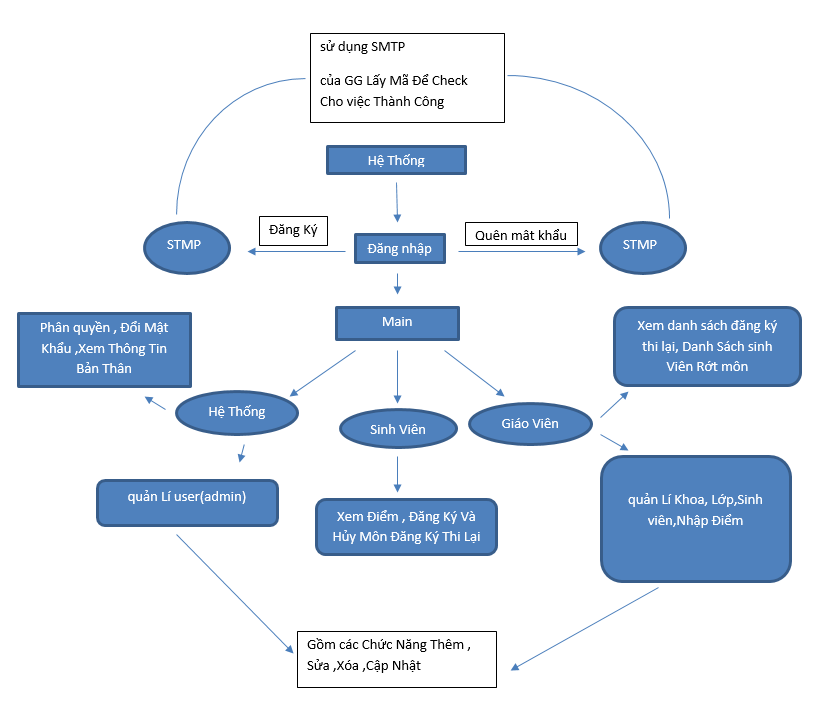 sử dụng SMTP
của GG Lấy Mã Để Check
Cho việc Thành Công
Hệ Thống
Đăng Ký
Quên mât khẩu
STMP
Đăng nhập
STMP
Main
Phân quyền , Đổi Mật
Khẩu ,Xem Thông Tin
Bản Thân
Xem danh sách đăng ký
thi lại, Danh Sách sinh
Viên Rớt môn
Hệ Thống
Sinh Viên
Giáo Viên
quản Lí user(admin)
Xem Điểm , Đăng Ký Và
Hủy Môn Đăng Ký Thi Lại
quản Lí Khoa, Lớp,Sinh
viên,Nhập Điểm
Gồm các Chức Năng Thêm ,
Sửa ,Xóa ,Cập Nhật